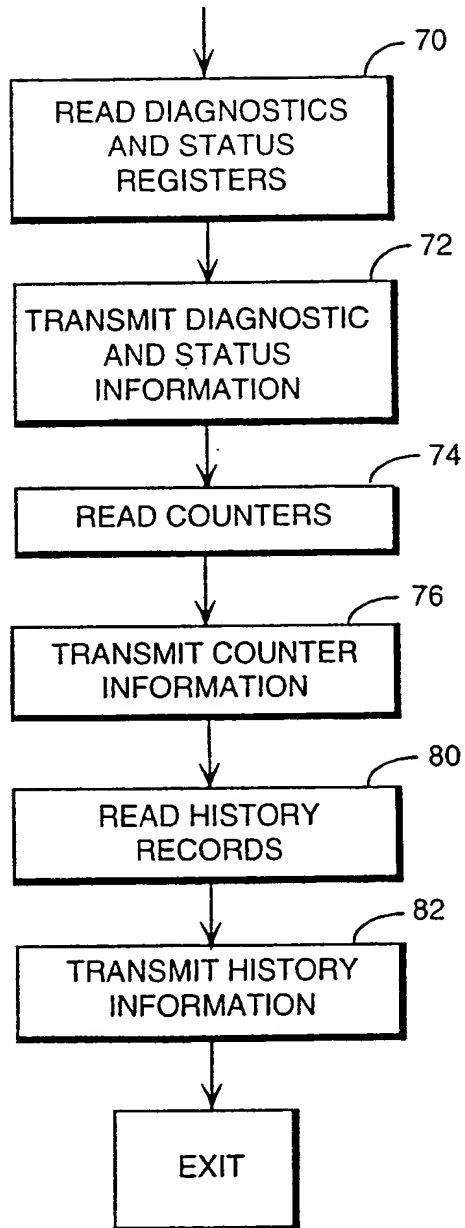 70
READ DIAGNOSTICS
AND STATUS
REGISTERS
72
TRANSMIT DIAGNOSTIC
AND STATUS
INFORMATION
74
READ COUNTERS
76
TRANSMIT COUNTER
INFORMATION
80
READ HISTORY
RECORDS
82
TRANSMIT HISTORY
INFORMATION
EXIT